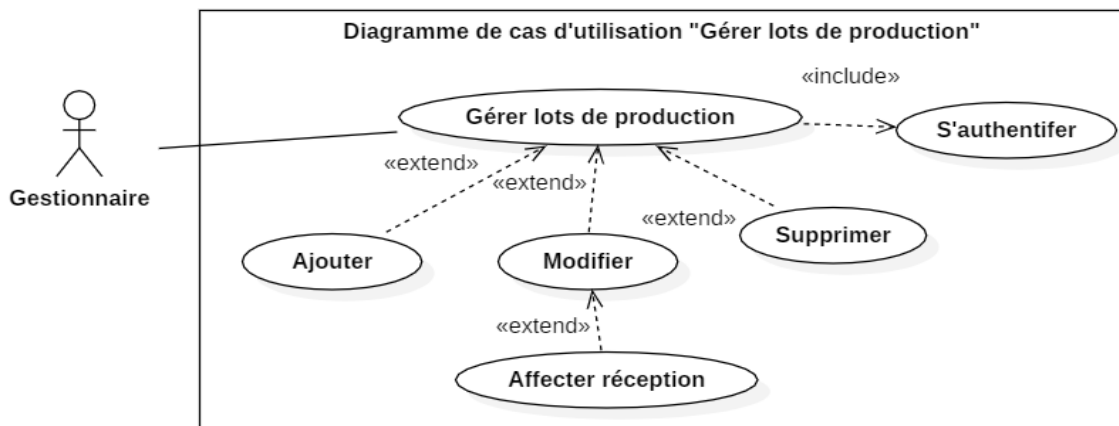 Diagramme de cas d'utilisation "Gérer lots de production"
«include»
Gérer lots de production
S'authentifer
«extend»
«extend»
Gestionnaire
«extend»
Ajouter
Modifier
Supprimer
«extend»
Affecter réception